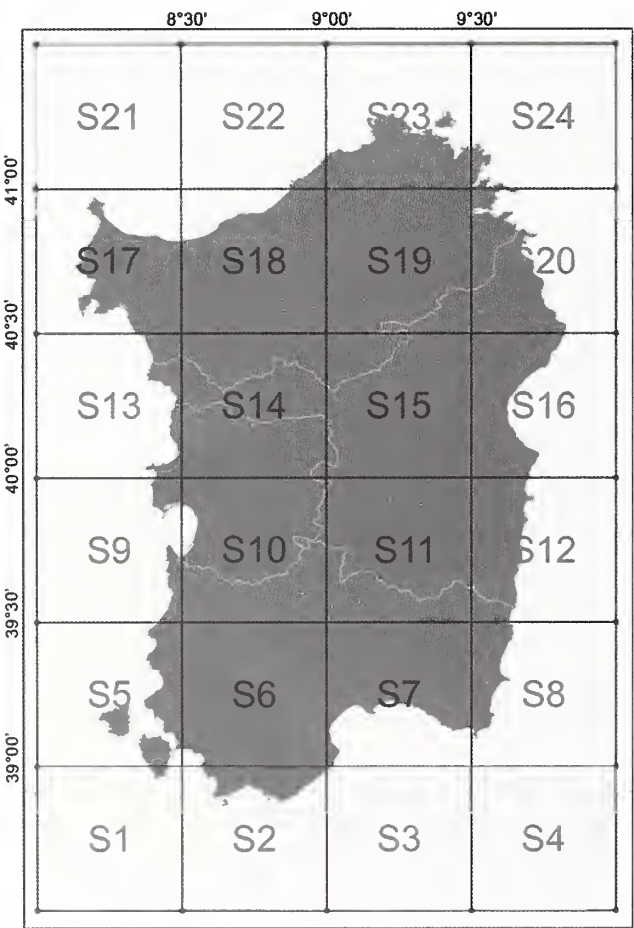 8°30' 9°00' 9°30'
S21 S22 S23 S24
41°00'
S17 S18 S19 S20
40°30'
S13 S14 S15 S16
40°00'
S9 S10 S11 S12
39°30'
S5 S6 S7 S8
39°00'
S1 S2 S3 S4